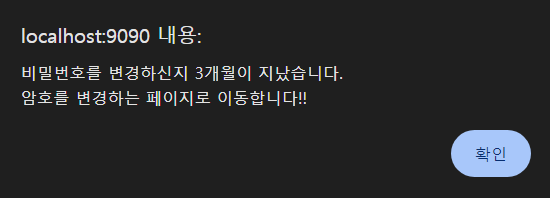 localhost:9090 내용:
비밀번호를 변경하신지 3개월이 지났습니다.
암호를 변경하는 페이지로 이동합니다!!
확인